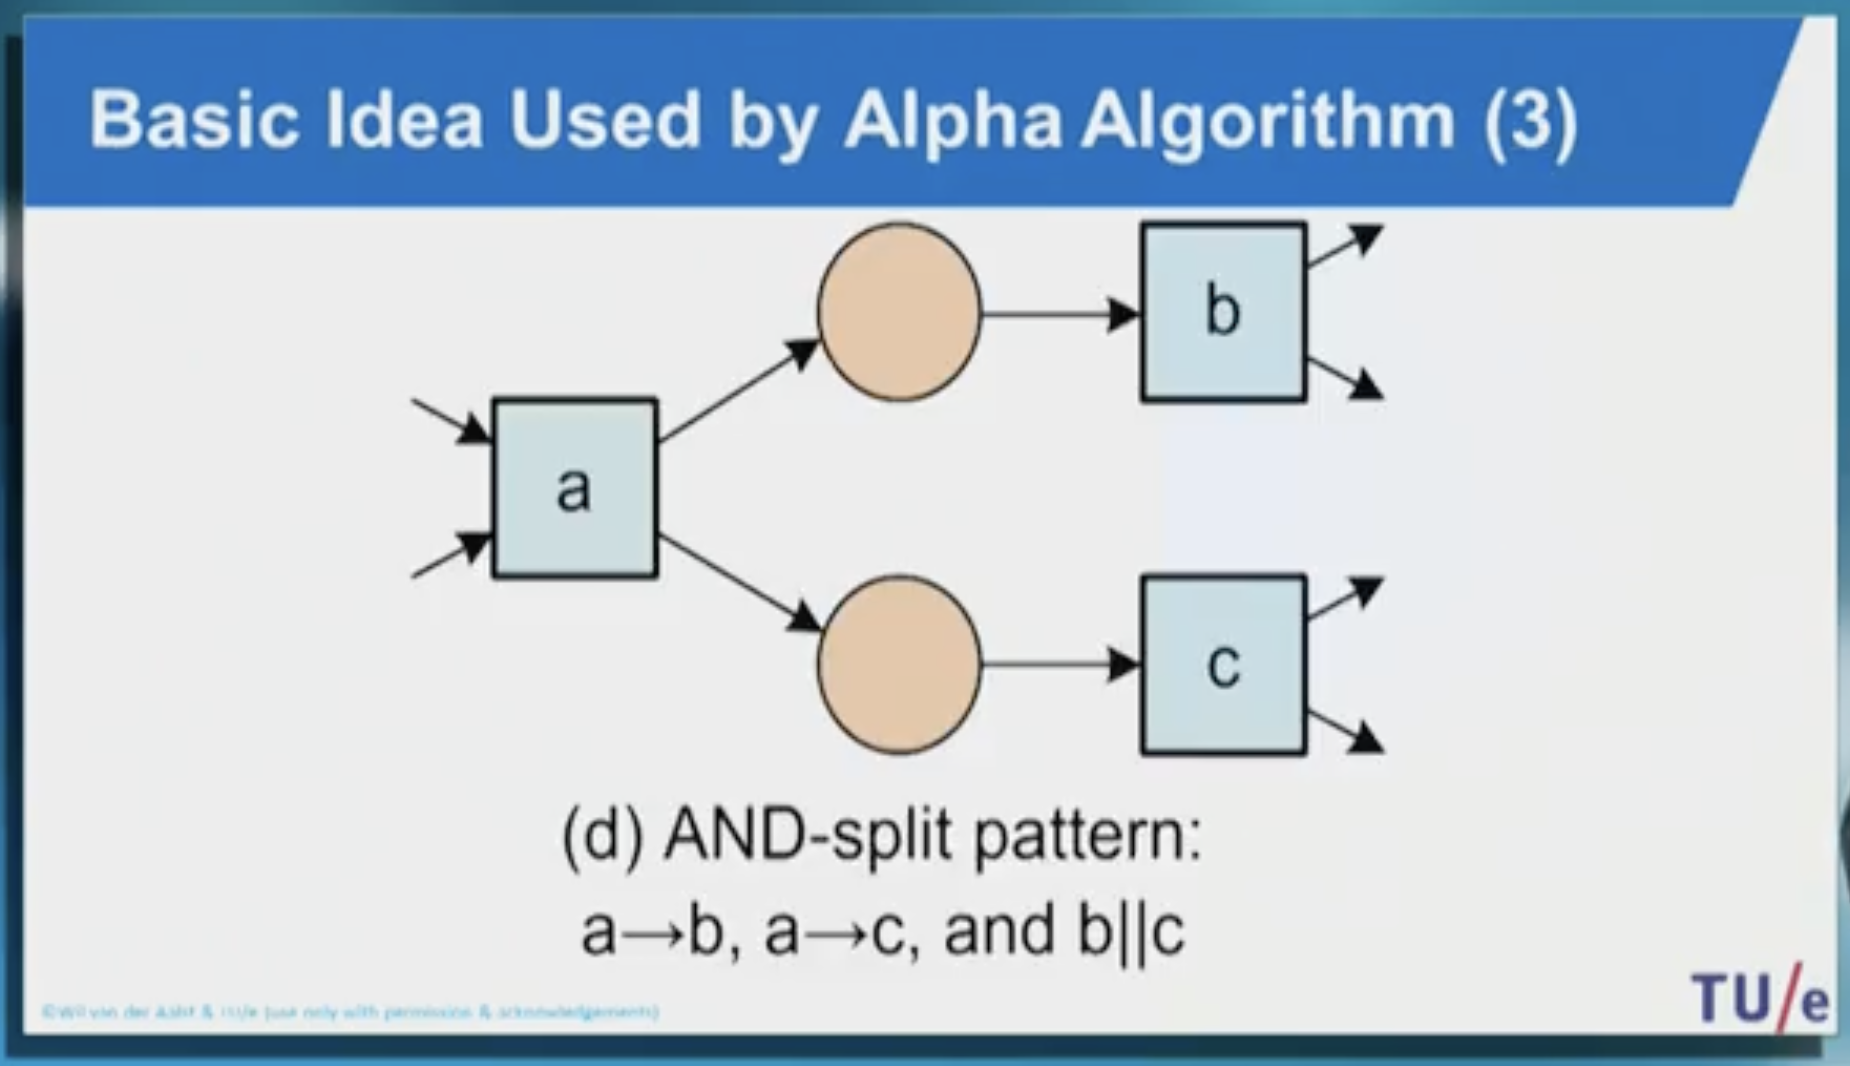 Basic Idea Used by Alpha Algorithm (3)
b
a
c
(d) AND-split pattern:
a→b, a→c, and b||c
©Wil van der Aalst & TU/e (use only with permission & acknowledgements)
TU/e